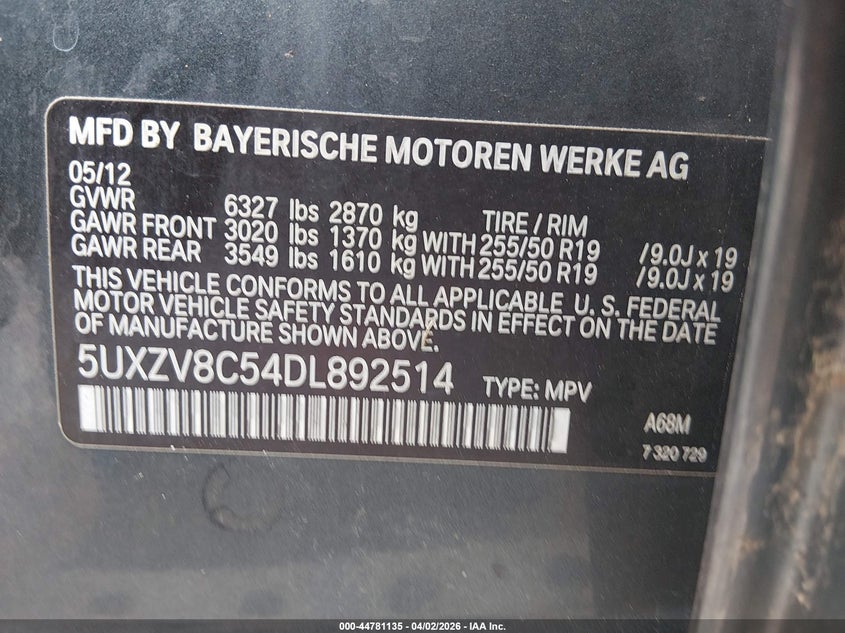 MFD BY BAYERISCHE MOTOREN WERKE AG
05/12
GVWR 6327 lbs 2870 kg TIRE / RIM
GAWR FRONT 3020 lbs 1370 kg WITH 255/50 R19 /9.0J x 19
GAWR REAR 3549 lbs 1610 kg WITH 255/50 R19 /9.0J x 19
THIS VEHICLE CONFORMS TO ALL APPLICABLE U. S. FEDERAL
MOTOR VEHICLE SAFETY STANDARDS IN EFFECT ON THE DATE
OF MANUFACTURE SHOWN ABOVE.
5UXZV8C54DL892514 TYPE: MPV
A68M
7 320 729
000-44781135 - 04/02/2026 - IAA Inc.